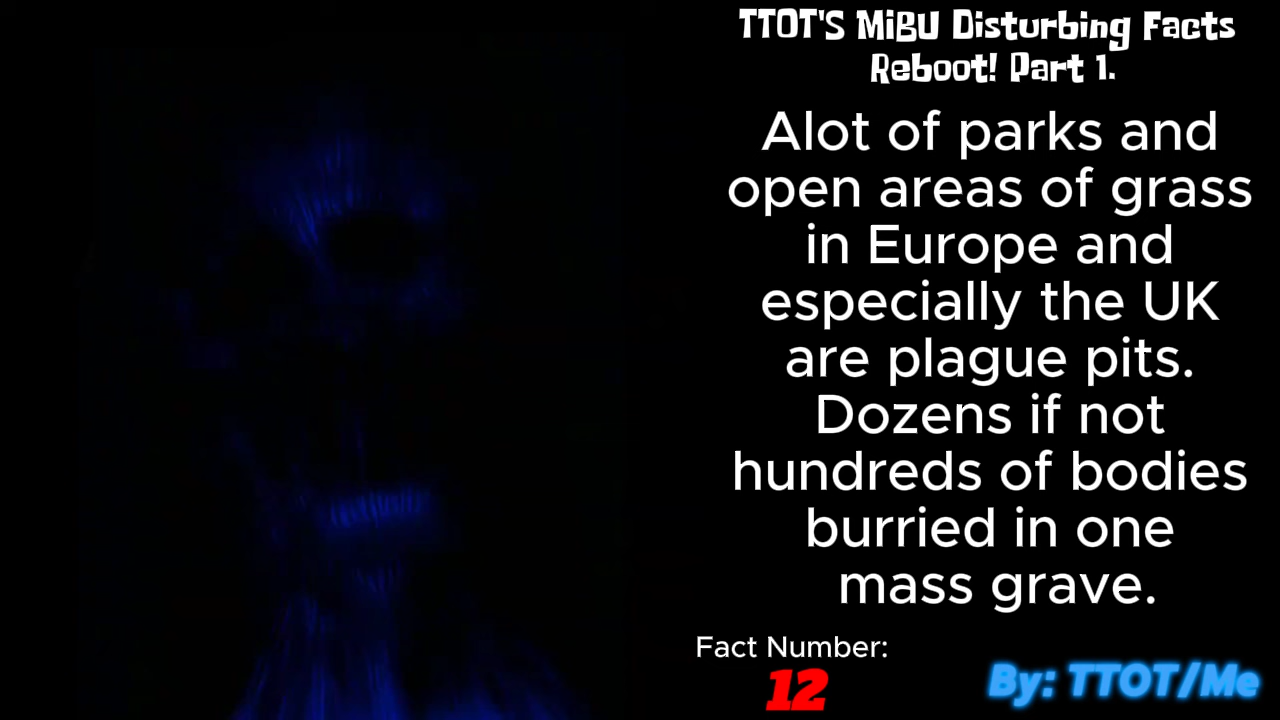 TTOT'S MiBU Disturbing Facts
Reboot! Part 1.
Alot of parks and
open areas of grass
in Europe and
especially the UK
are plague pits.
Dozens if not
hundreds of bodies
burried in one
mass grave.
Fact Number:
12
By: TTOT/Me